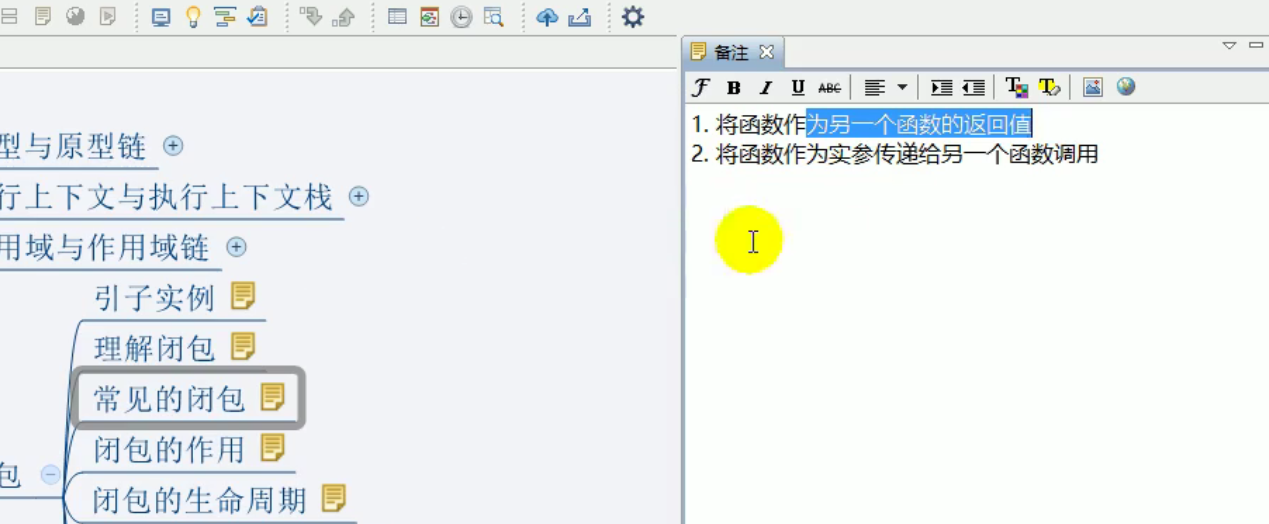 备注
F B I U ABC
1. 将函数作为另一个函数的返回值
2. 将函数作为实参传递给另一个函数调用
型与原型链
行上下文与执行上下文栈
用域与作用域链
引子实例
理解闭包
常见的闭包
闭包的作用
包
闭包的生命周期